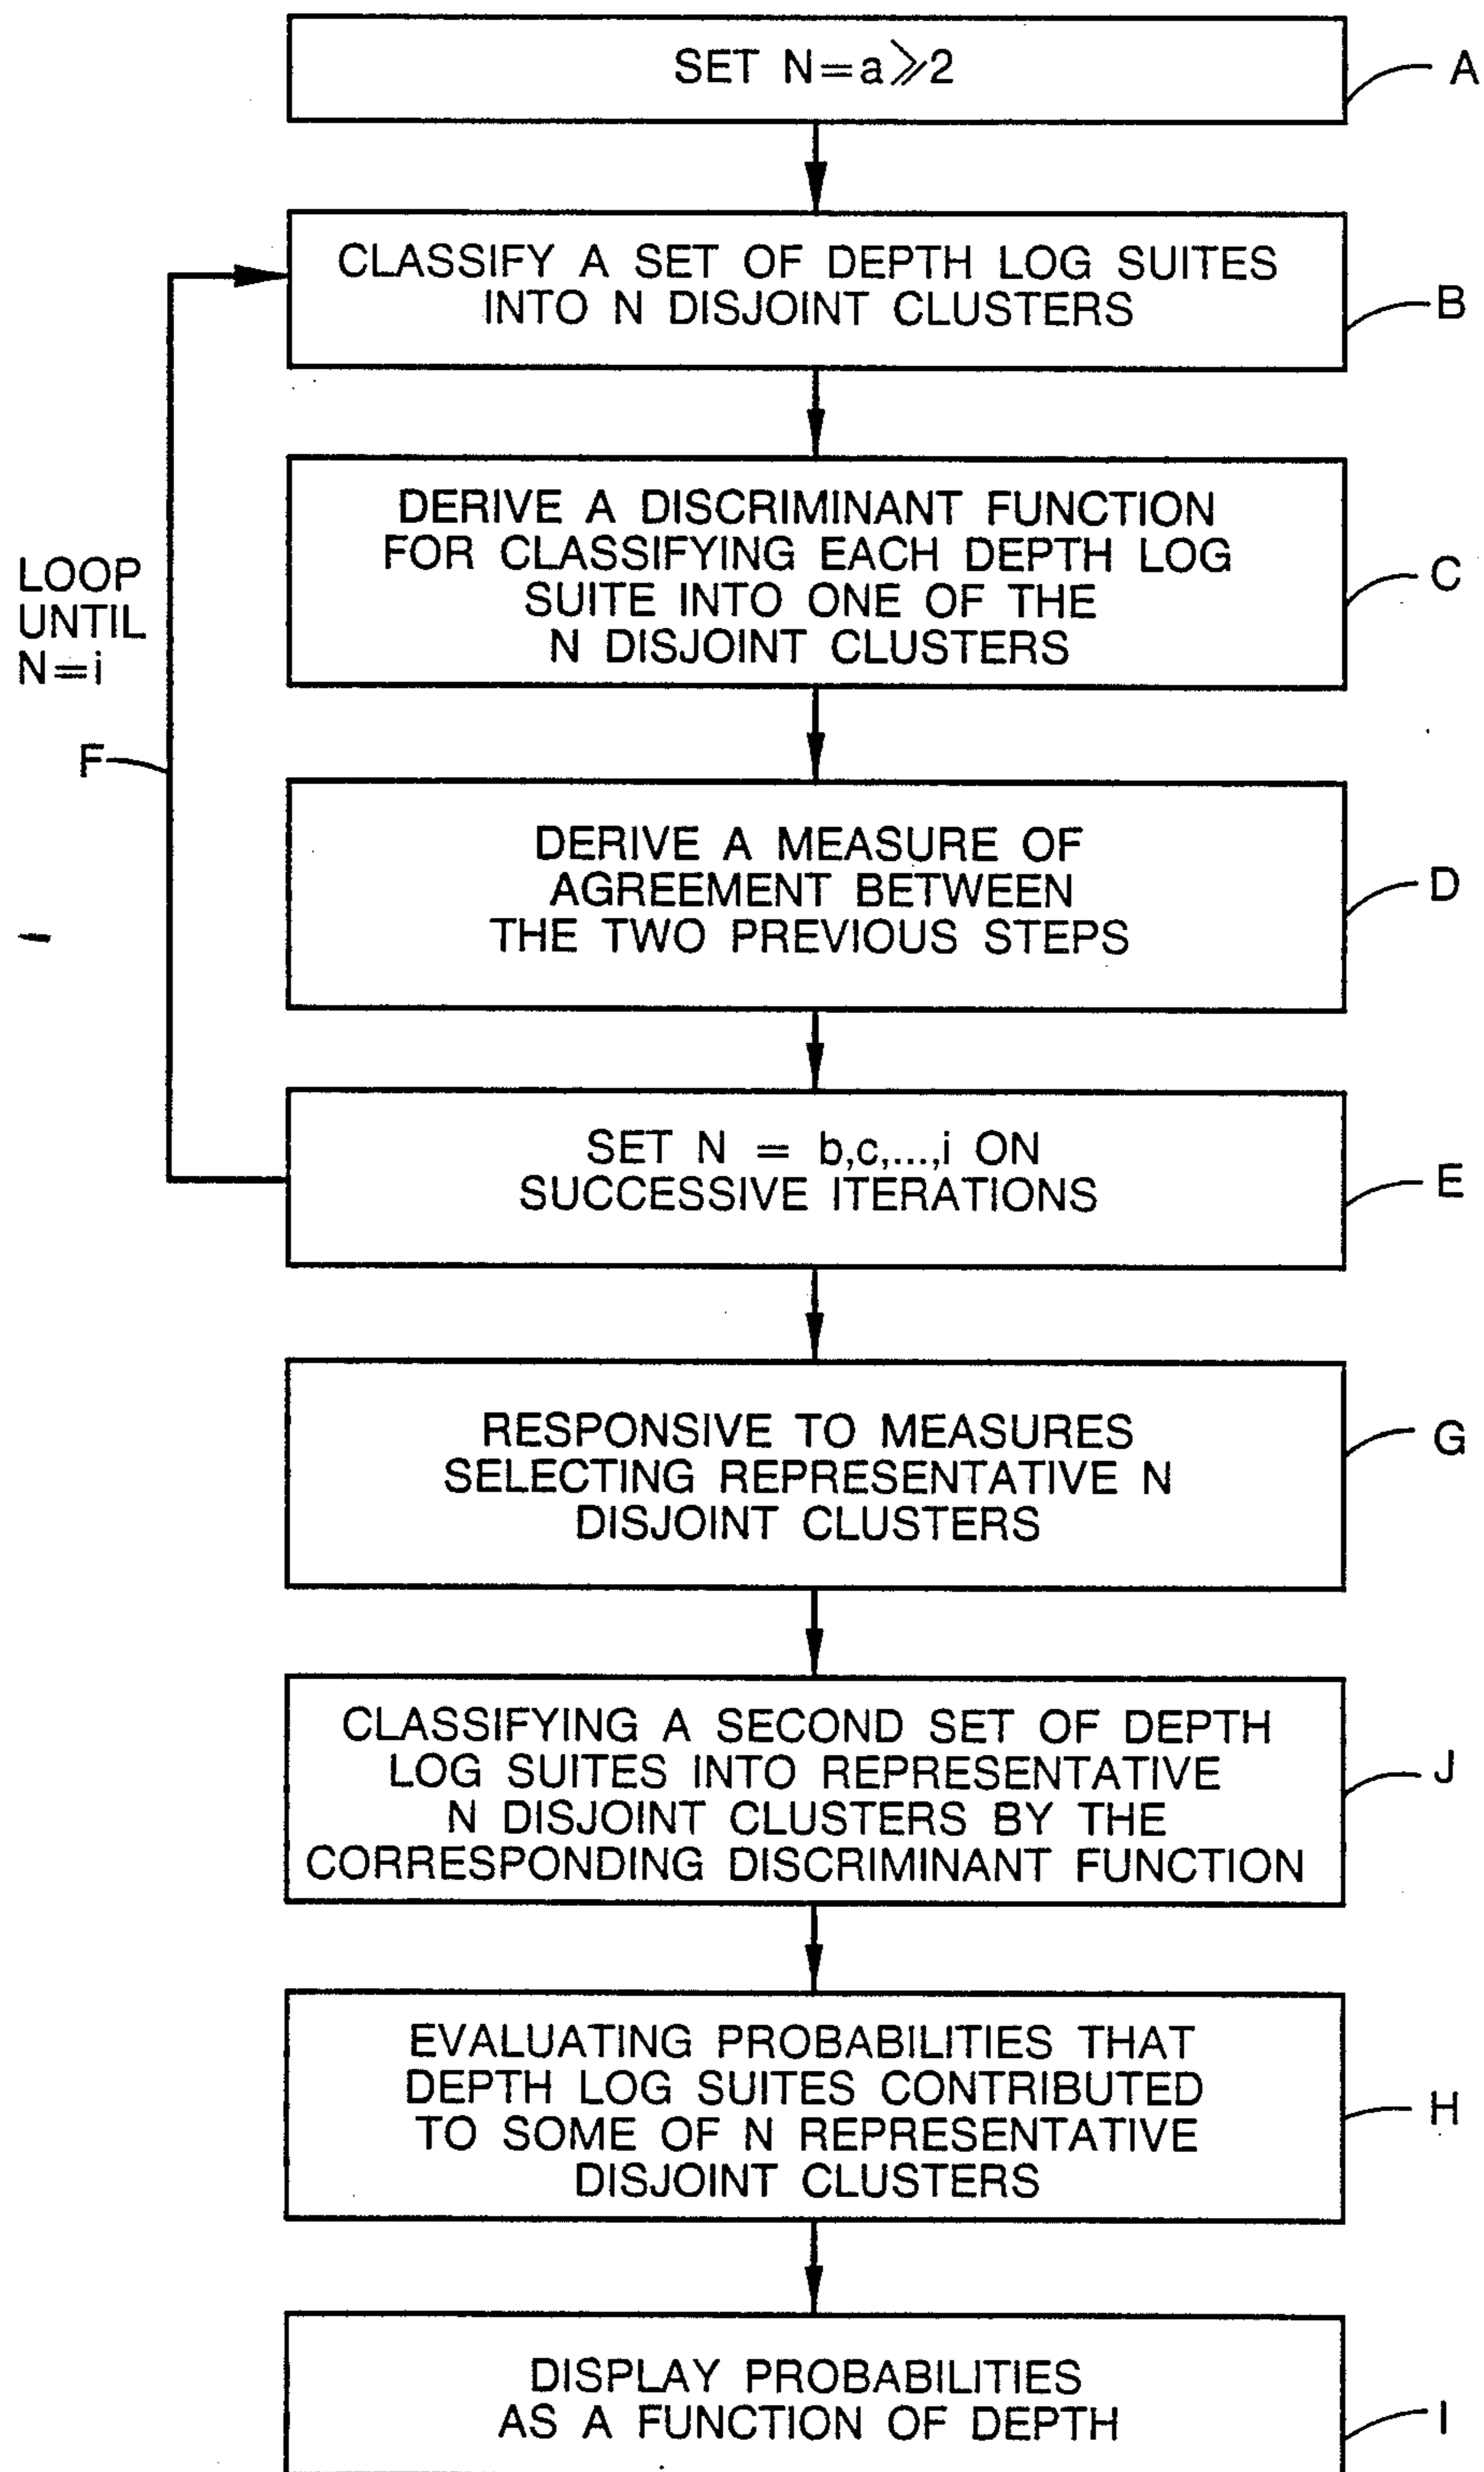 SET N=a⩾2
A
CLASSIFY A SET OF DEPTH LOG SUITES
INTO N DISJOINT CLUSTERS
B
DERIVE A DISCRIMINANT FUNCTION
FOR CLASSIFYING EACH DEPTH LOG
SUITE INTO ONE OF THE
N DISJOINT CLUSTERS
C
LOOP
UNTIL
N=i
F
DERIVE A MEASURE OF
AGREEMENT BETWEEN
THE TWO PREVIOUS STEPS
D
SET N = b,c,...,i ON
SUCCESSIVE ITERATIONS
E
RESPONSIVE TO MEASURES
SELECTING REPRESENTATIVE N
DISJOINT CLUSTERS
G
CLASSIFYING A SECOND SET OF DEPTH
LOG SUITES INTO REPRESENTATIVE
N DISJOINT CLUSTERS BY THE
CORRESPONDING DISCRIMINANT FUNCTION
J
EVALUATING PROBABILITIES THAT
DEPTH LOG SUITES CONTRIBUTED
TO SOME OF N REPRESENTATIVE
DISJOINT CLUSTERS
H
DISPLAY PROBABILITIES
AS A FUNCTION OF DEPTH
I